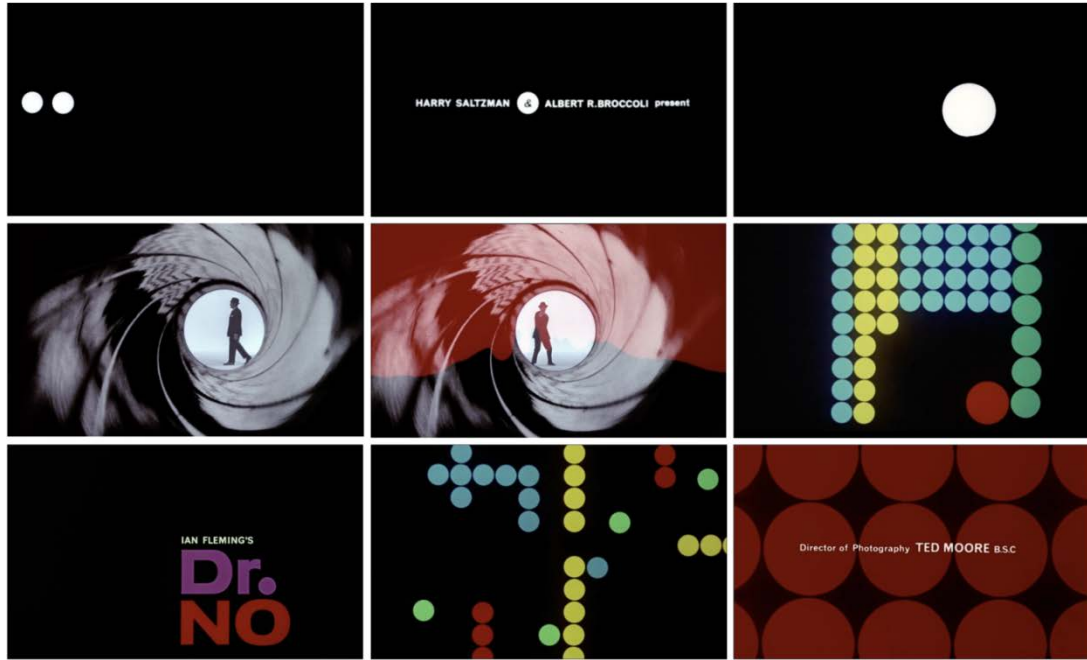 HARRY SALTZMAN & ALBERT R.BROCCOLI present
IAN FLEMING'S
Dr.
NO
Director of Photography TED MOORE B.S.C